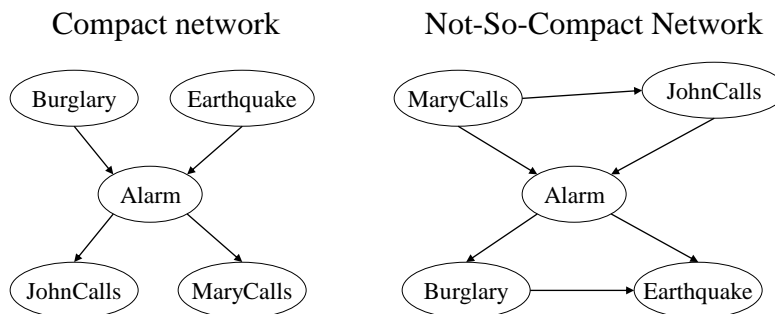 Compact network
Burglary
Earthquake
Alarm
JohnCalls
MaryCalls
Not-So-Compact Network
MaryCalls
JohnCalls
Alarm
Burglary
Earthquake